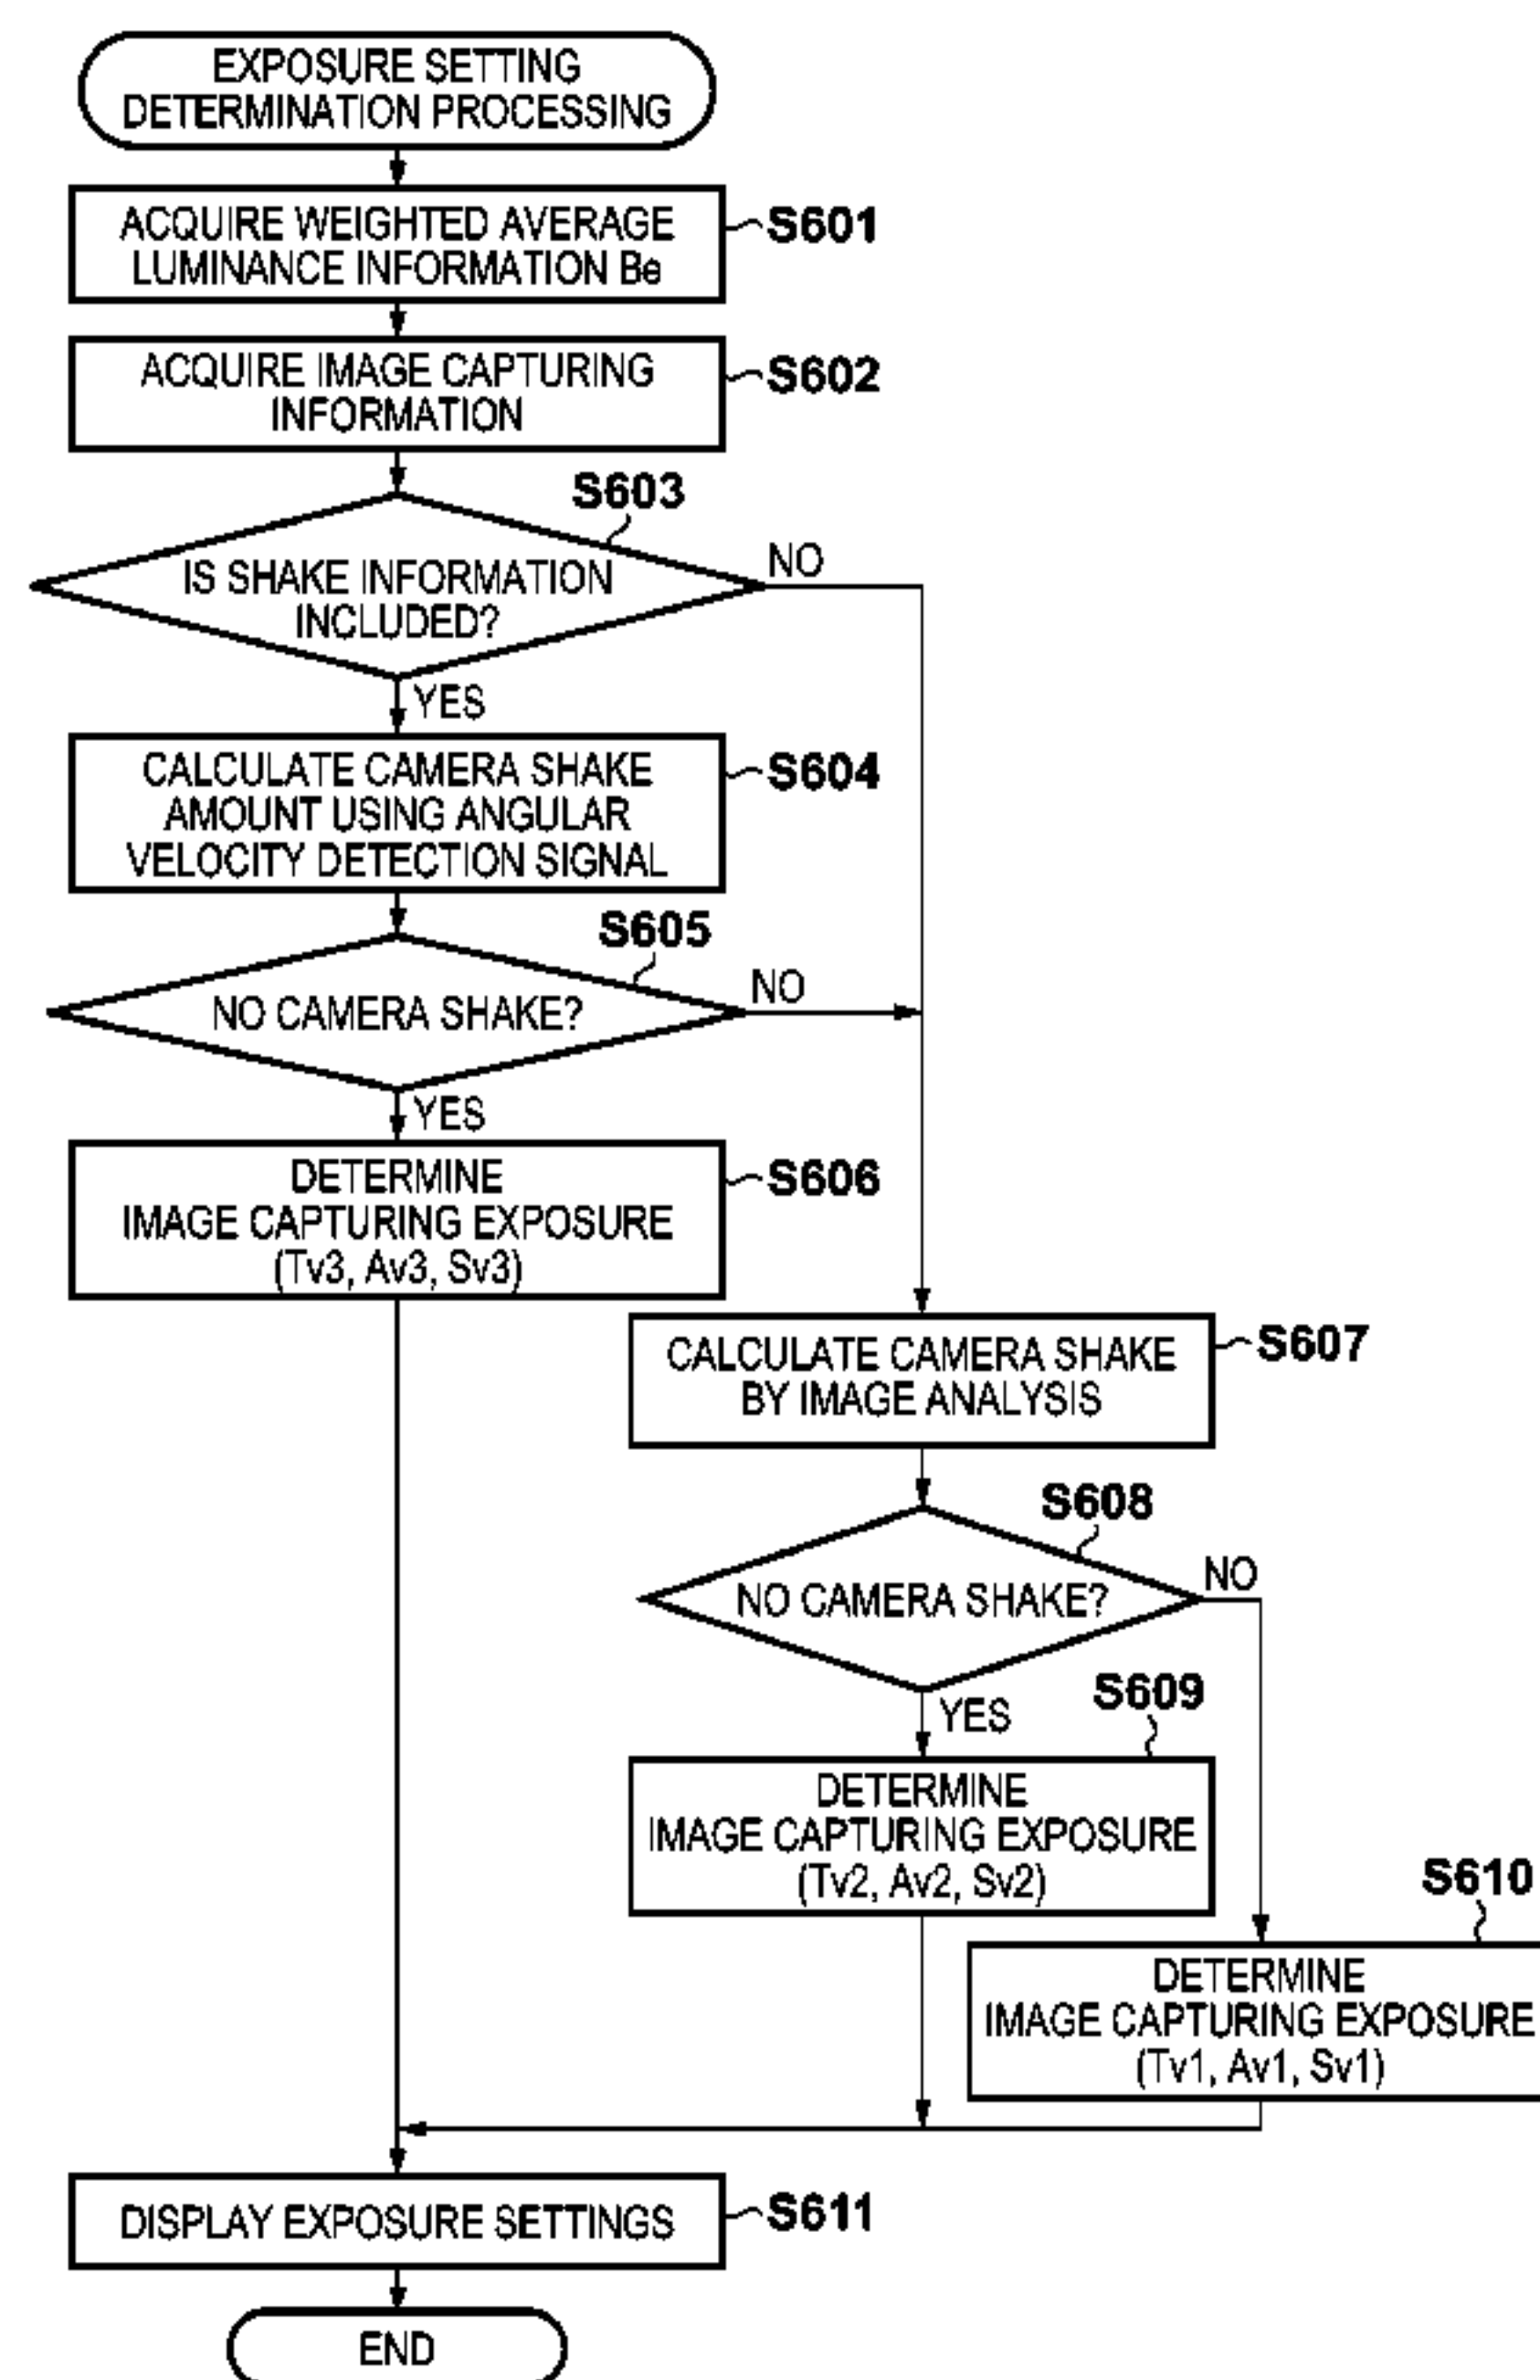 EXPOSURE SETTING
DETERMINATION PROCESSING
ACQUIRE WEIGHTED AVERAGE
LUMINANCE INFORMATION Be
S601
ACQUIRE IMAGE CAPTURING
INFORMATION
S602
S603
IS SHAKE INFORMATION
INCLUDED?
NO
YES
CALCULATE CAMERA SHAKE
AMOUNT USING ANGULAR
VELOCITY DETECTION SIGNAL
S604
S605
NO CAMERA SHAKE?
NO
YES
DETERMINE
IMAGE CAPTURING EXPOSURE
(Tv3, Av3, Sv3)
S606
CALCULATE CAMERA SHAKE
BY IMAGE ANALYSIS
S607
S608
NO CAMERA SHAKE?
NO
YES
S609
DETERMINE
IMAGE CAPTURING EXPOSURE
(Tv2, Av2, Sv2)
S610
DETERMINE
IMAGE CAPTURING EXPOSURE
(Tv1, Av1, Sv1)
DISPLAY EXPOSURE SETTINGS
S611
END